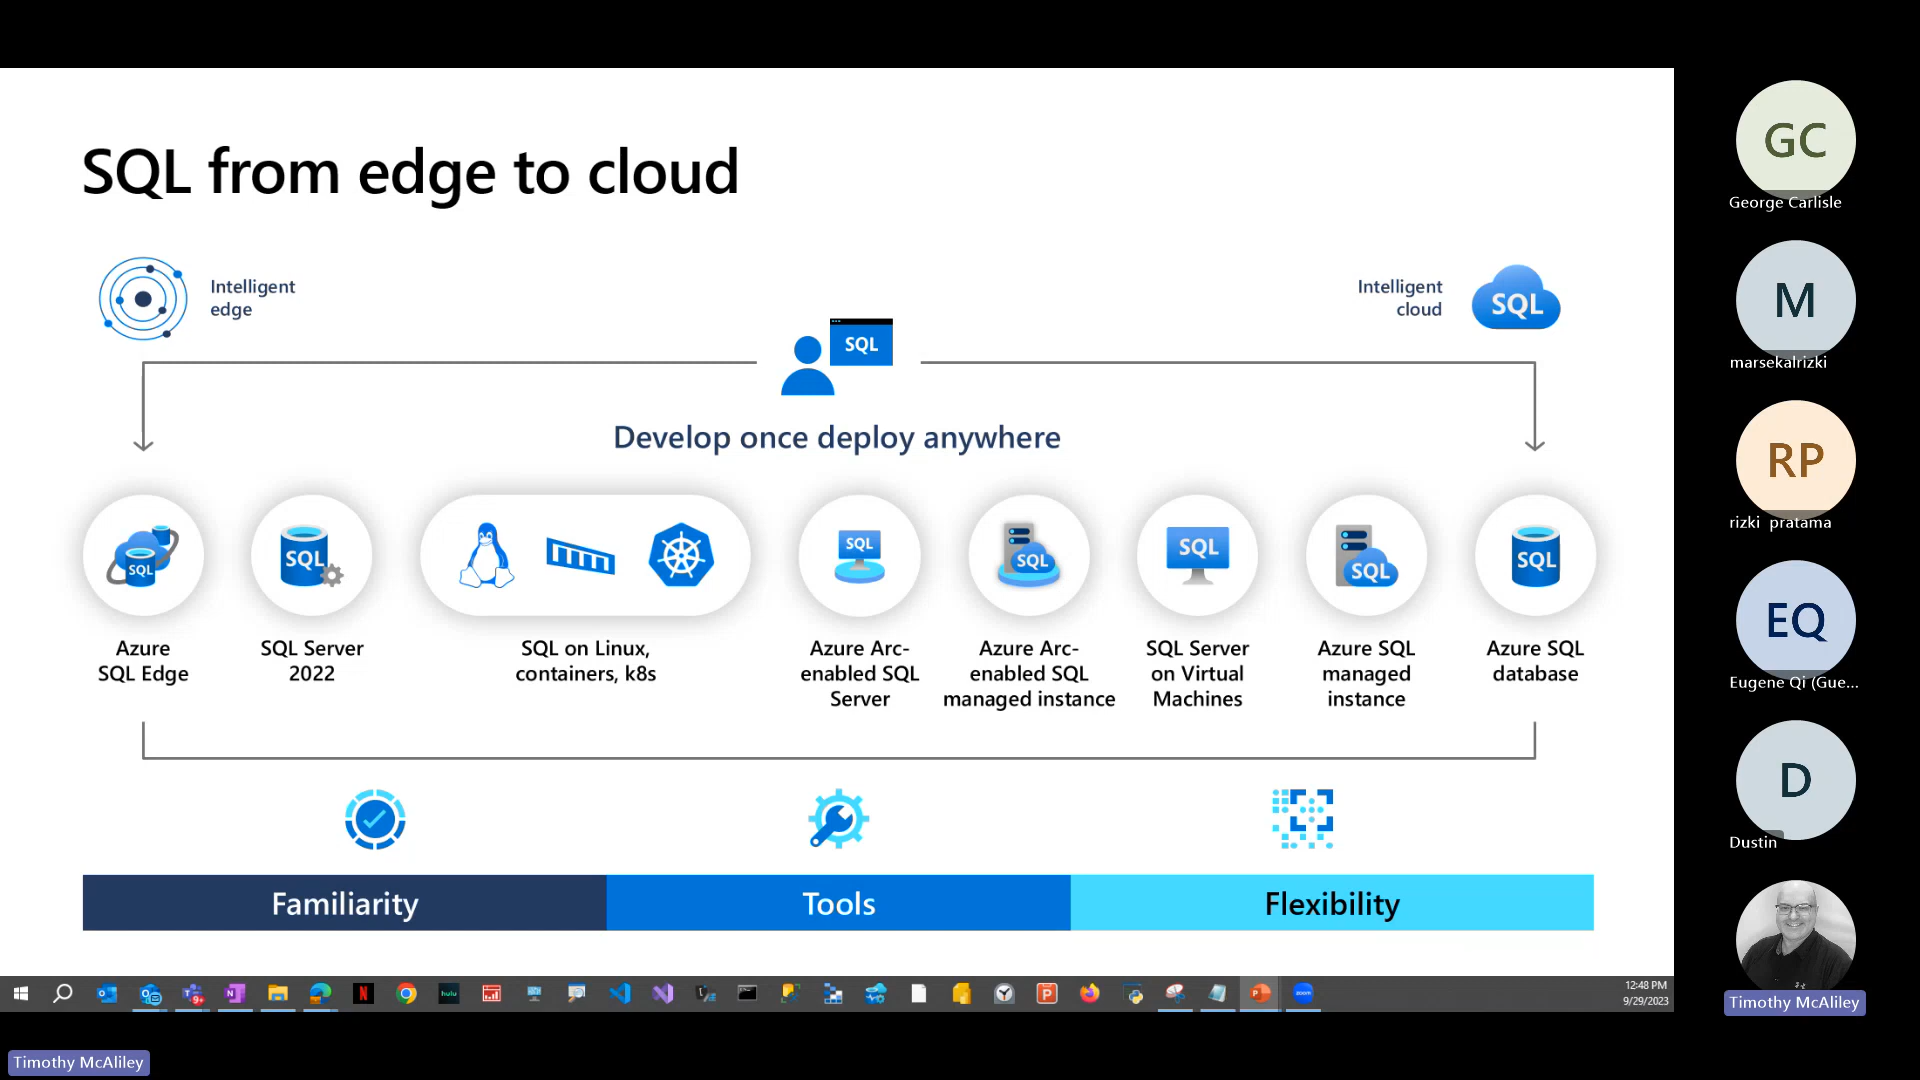 SQL from edge to cloud
Intelligent
edge
Intelligent
cloud
SQL
SQL
Develop once deploy anywhere
SQL
SQL
SQL
SQL
SQL
SQL
SQL
Azure
SQL Edge
SQL Server
2022
SQL on Linux,
containers, k8s
Azure Arc-
enabled SQL
Server
Azure Arc-
enabled SQL
managed instance
SQL Server
on Virtual
Machines
Azure SQL
managed
instance
Azure SQL
database
Familiarity
Tools
Flexibility
GC
George Carlisle
M
marsekalrizki
RP
rizki pratama
EQ
Eugene Qi (Gue...
D
Dustin
Timothy McAliley
9+
N
hulu
P
zoom
12:48 PM
9/29/2023
Timothy McAliley